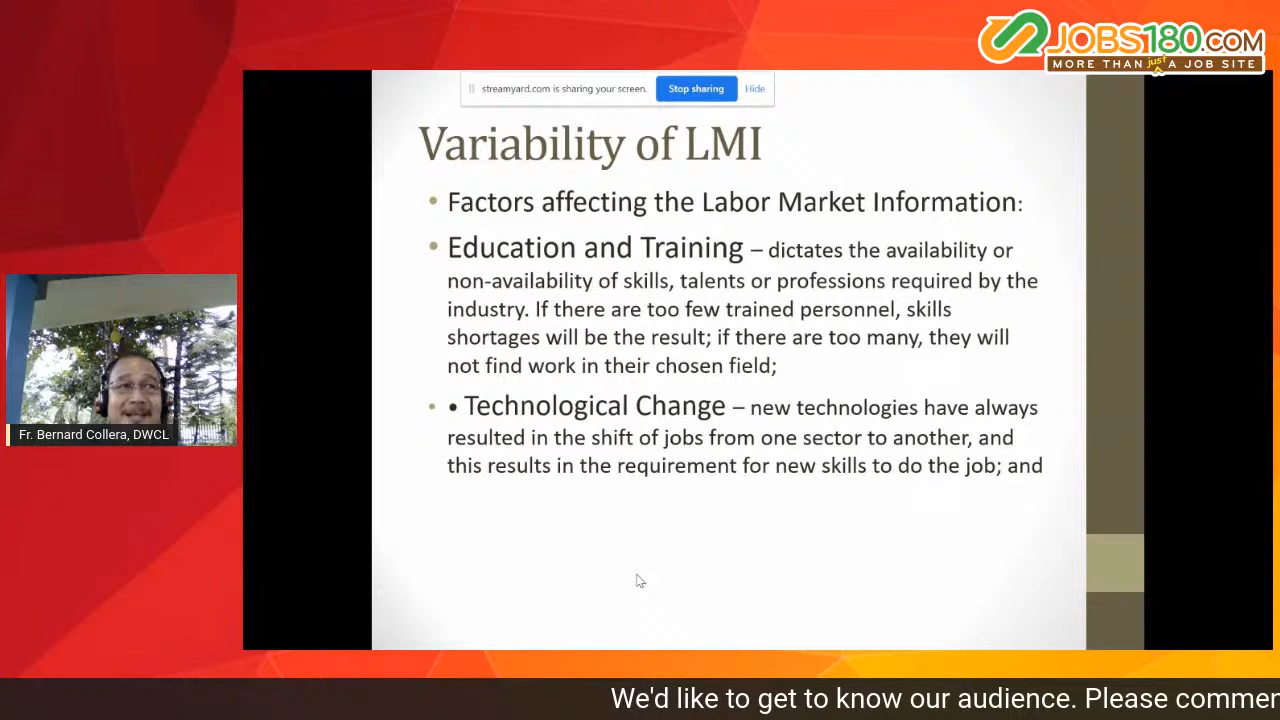 JOBS180.COM
MORE THAN just A JOB SITE
streamyard.com is sharing your screen. Stop sharing Hide
Variability of LMI
• Factors affecting the Labor Market Information:
• Education and Training – dictates the availability or
non-availability of skills, talents or professions required by the
industry. If there are too few trained personnel, skills
shortages will be the result; if there are too many, they will
not find work in their chosen field;
• • Technological Change – new technologies have always
resulted in the shift of jobs from one sector to another, and
this results in the requirement for new skills to do the job; and
Fr. Bernard Collera, DWCL
We'd like to get to know our audience. Please commer